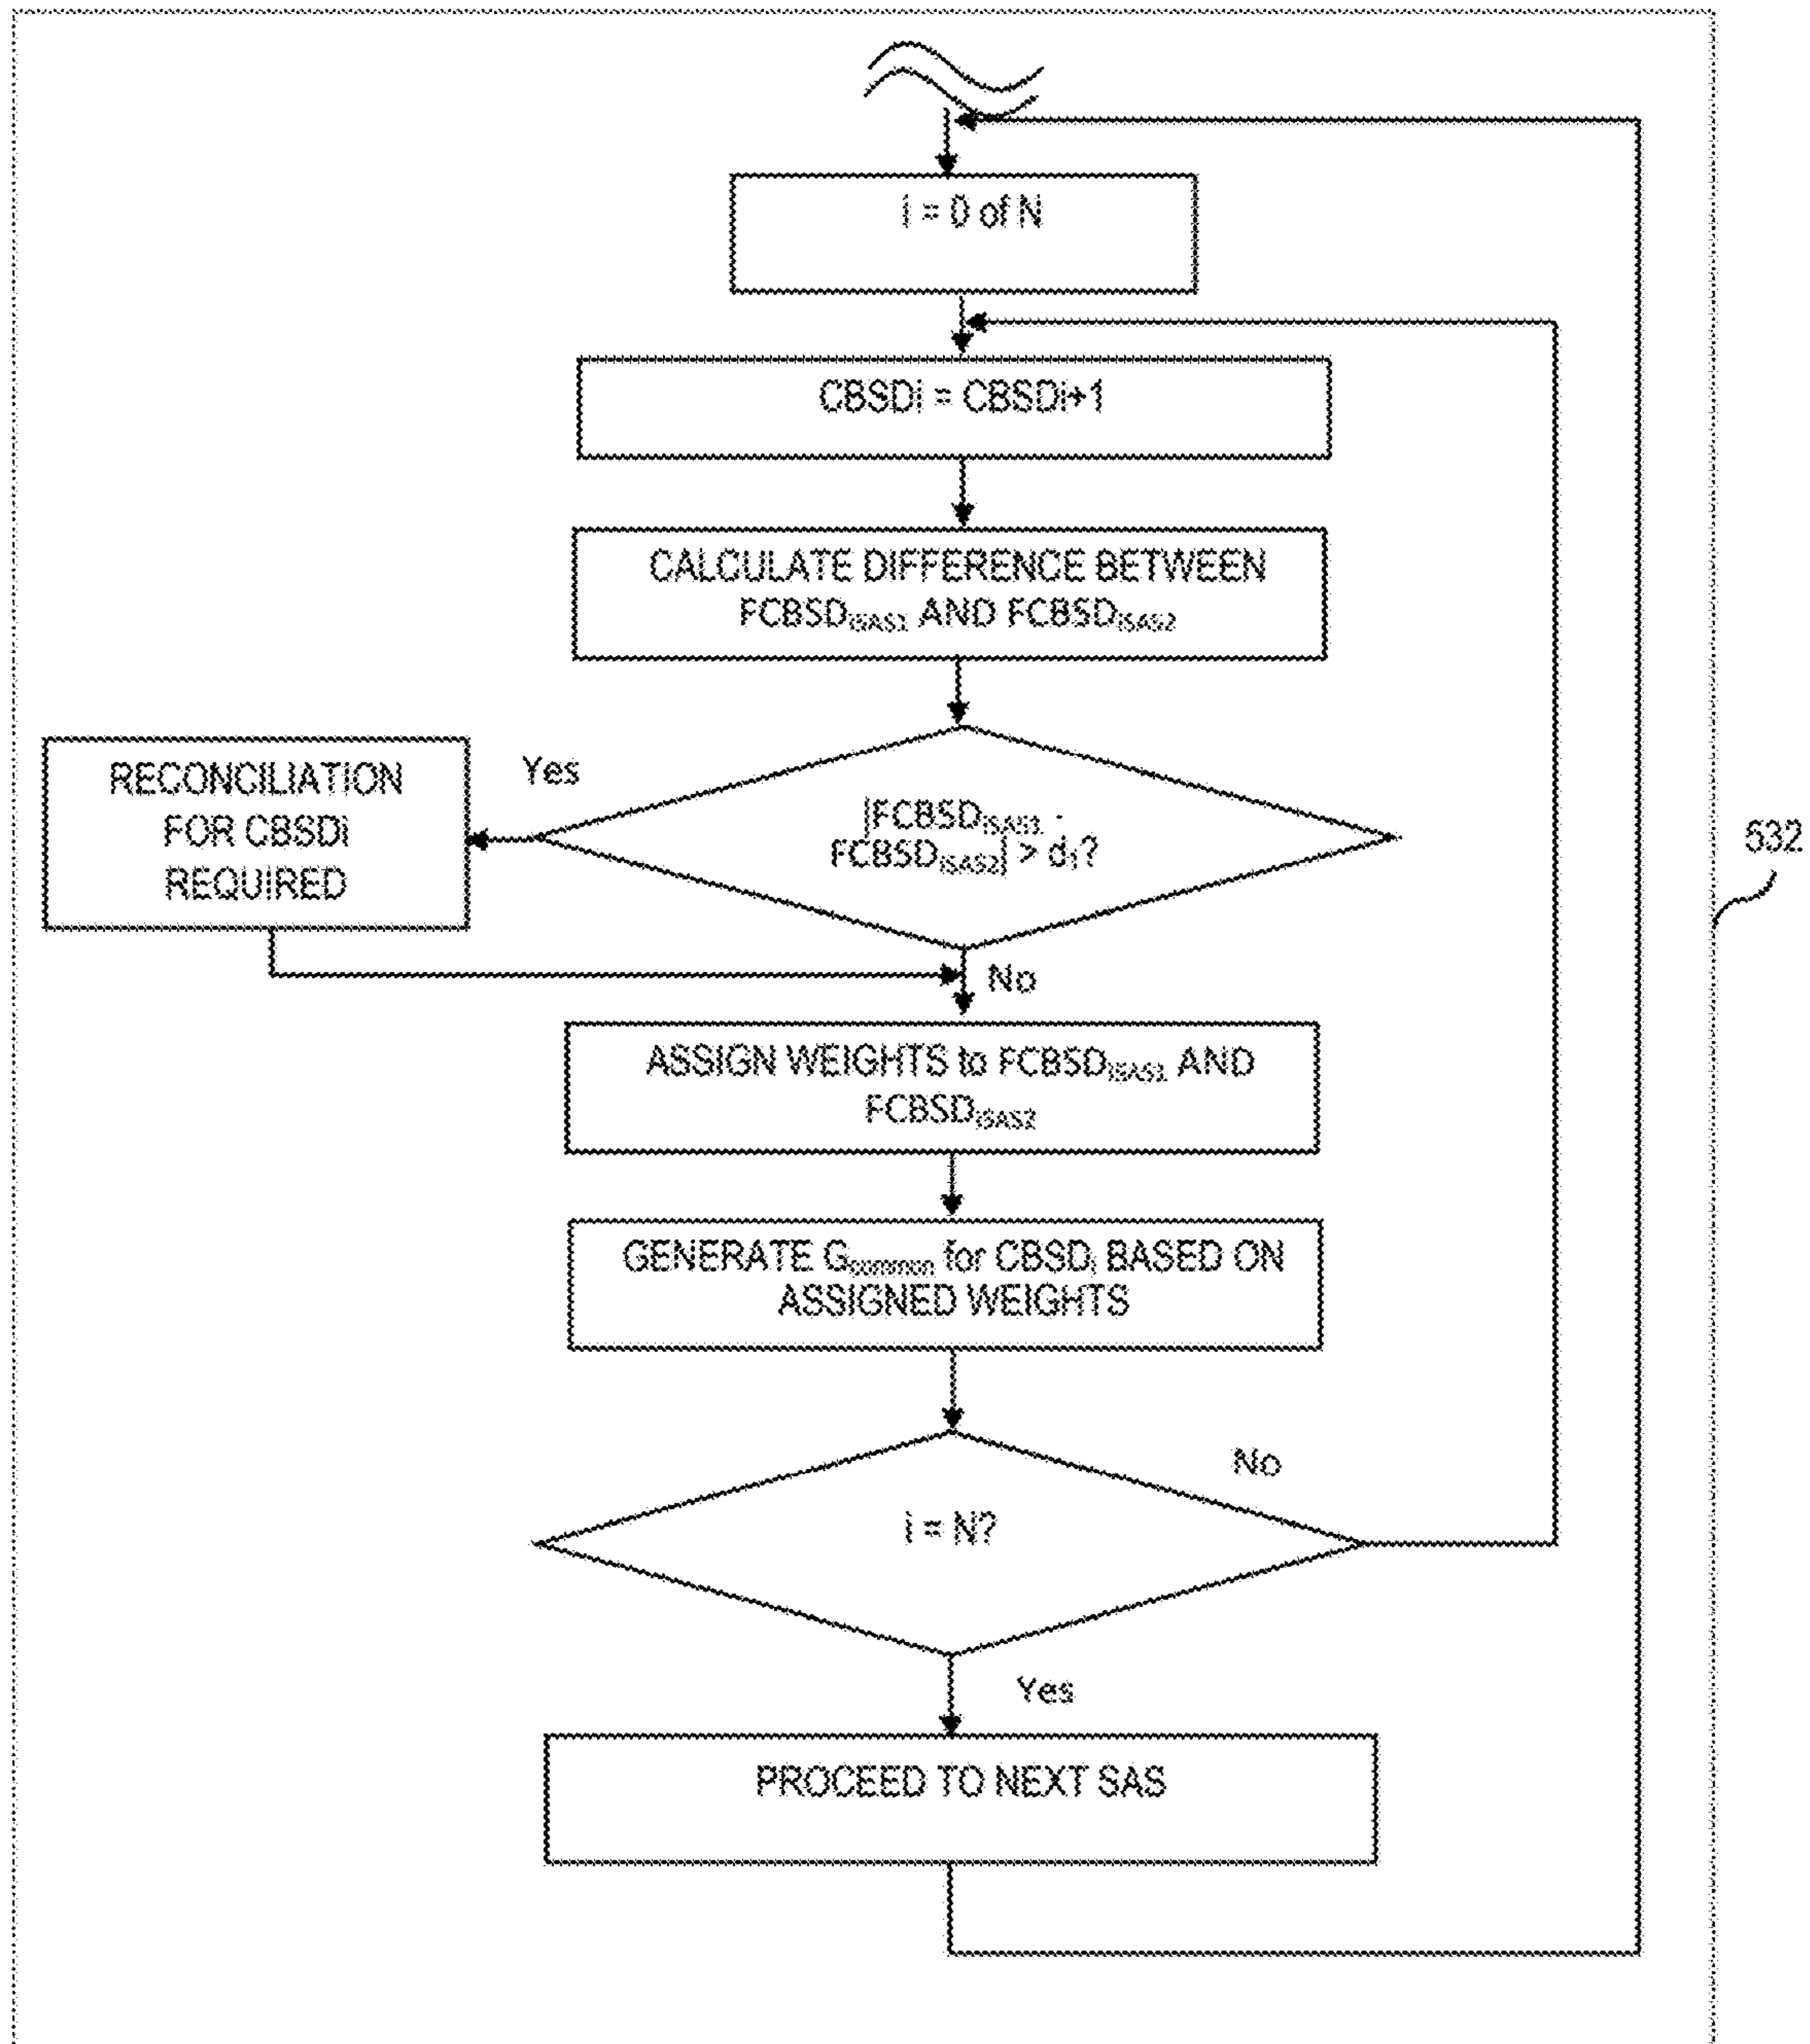 i = 0 of N
CBSDi = CBSDi+1
CALCULATE DIFFERENCE BETWEEN
FCBSDiSAS1 AND FCBSDiSAS2
RECONCILIATION
FOR CBSDi
REQUIRED
Yes
|FCBSDiSAS1 -
FCBSDiSAS2| > d1?
532
No
ASSIGN WEIGHTS to FCBSDiSAS1 AND
FCBSDiSAS2
GENERATE Gcommon for CBSDi BASED ON
ASSIGNED WEIGHTS
No
i = N?
Yes
PROCEED TO NEXT SAS